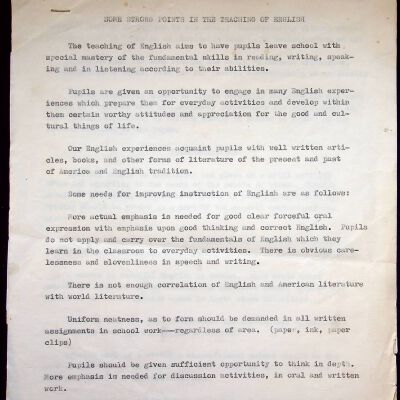 SOME STRONG POINTS IN THE TEACHING OF ENGLISH
The teaching of English aims to have pupils leave school with
special mastery of the fundamental skills in reading, writing, speak-
ing and in listening according to their abilities.
Pupils are given an opportunity to engage in many English exper-
iences which prepare them for everyday activities and develop within
them certain worthy attitudes and appreciation for the good and cul-
tural things of life.
Our English experiences acquaint pupils with well written arti-
cles, books, and other forms of literature of the present and past
of America and English tradition.
Some needs for improving instruction of English are as follows:
More actual emphasis is needed for good clear forceful oral
expression with emphasis upon good thinking and correct English. Pupils
do not apply and carry over the fundamentals of English which they
learn in the classroom to everyday activities. There is obvious care-
lessness and slovenliness in speech and writing.
There is not enough correlation of English and American literature
with world literature.
Uniform neatness, as to form should be demanded in all written
assignments in school work---regardless of area. (paper, ink, paper
clips)
Pupils should be given sufficient opportunity to think in depth.
More emphasis is needed for discussion activities, in oral and written
work.